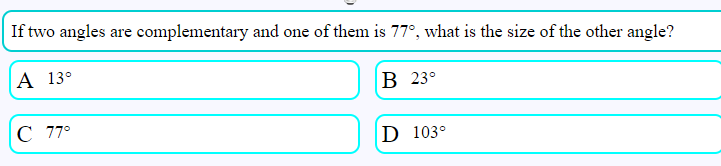 If two angles are complementary and one of them is 77°, what is the size of the other angle?
A 13°
B 23°
C 77°
D 103°